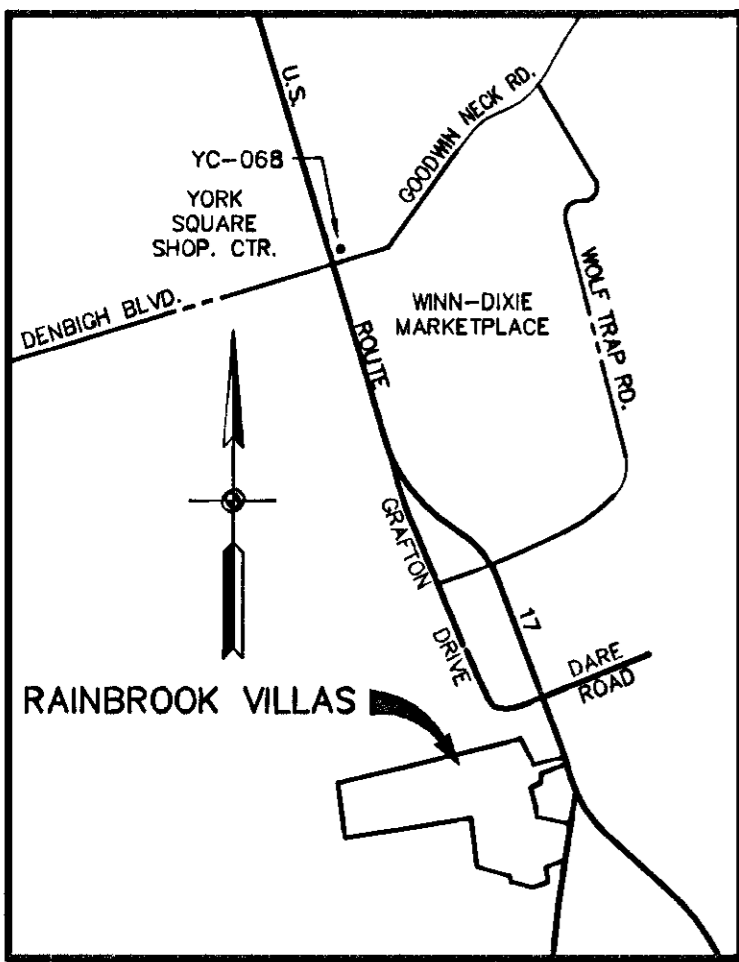 U.S.
GOODWIN NECK RD.
YC-068
YORK
SQUARE
SHOP. CTR.
DENBIGH BLVD.
WINN-DIXIE
MARKETPLACE
WOLF TRAP RD.
ROUTE
GRAFTON
DRIVE
17
DARE
ROAD
RAINBROOK VILLAS